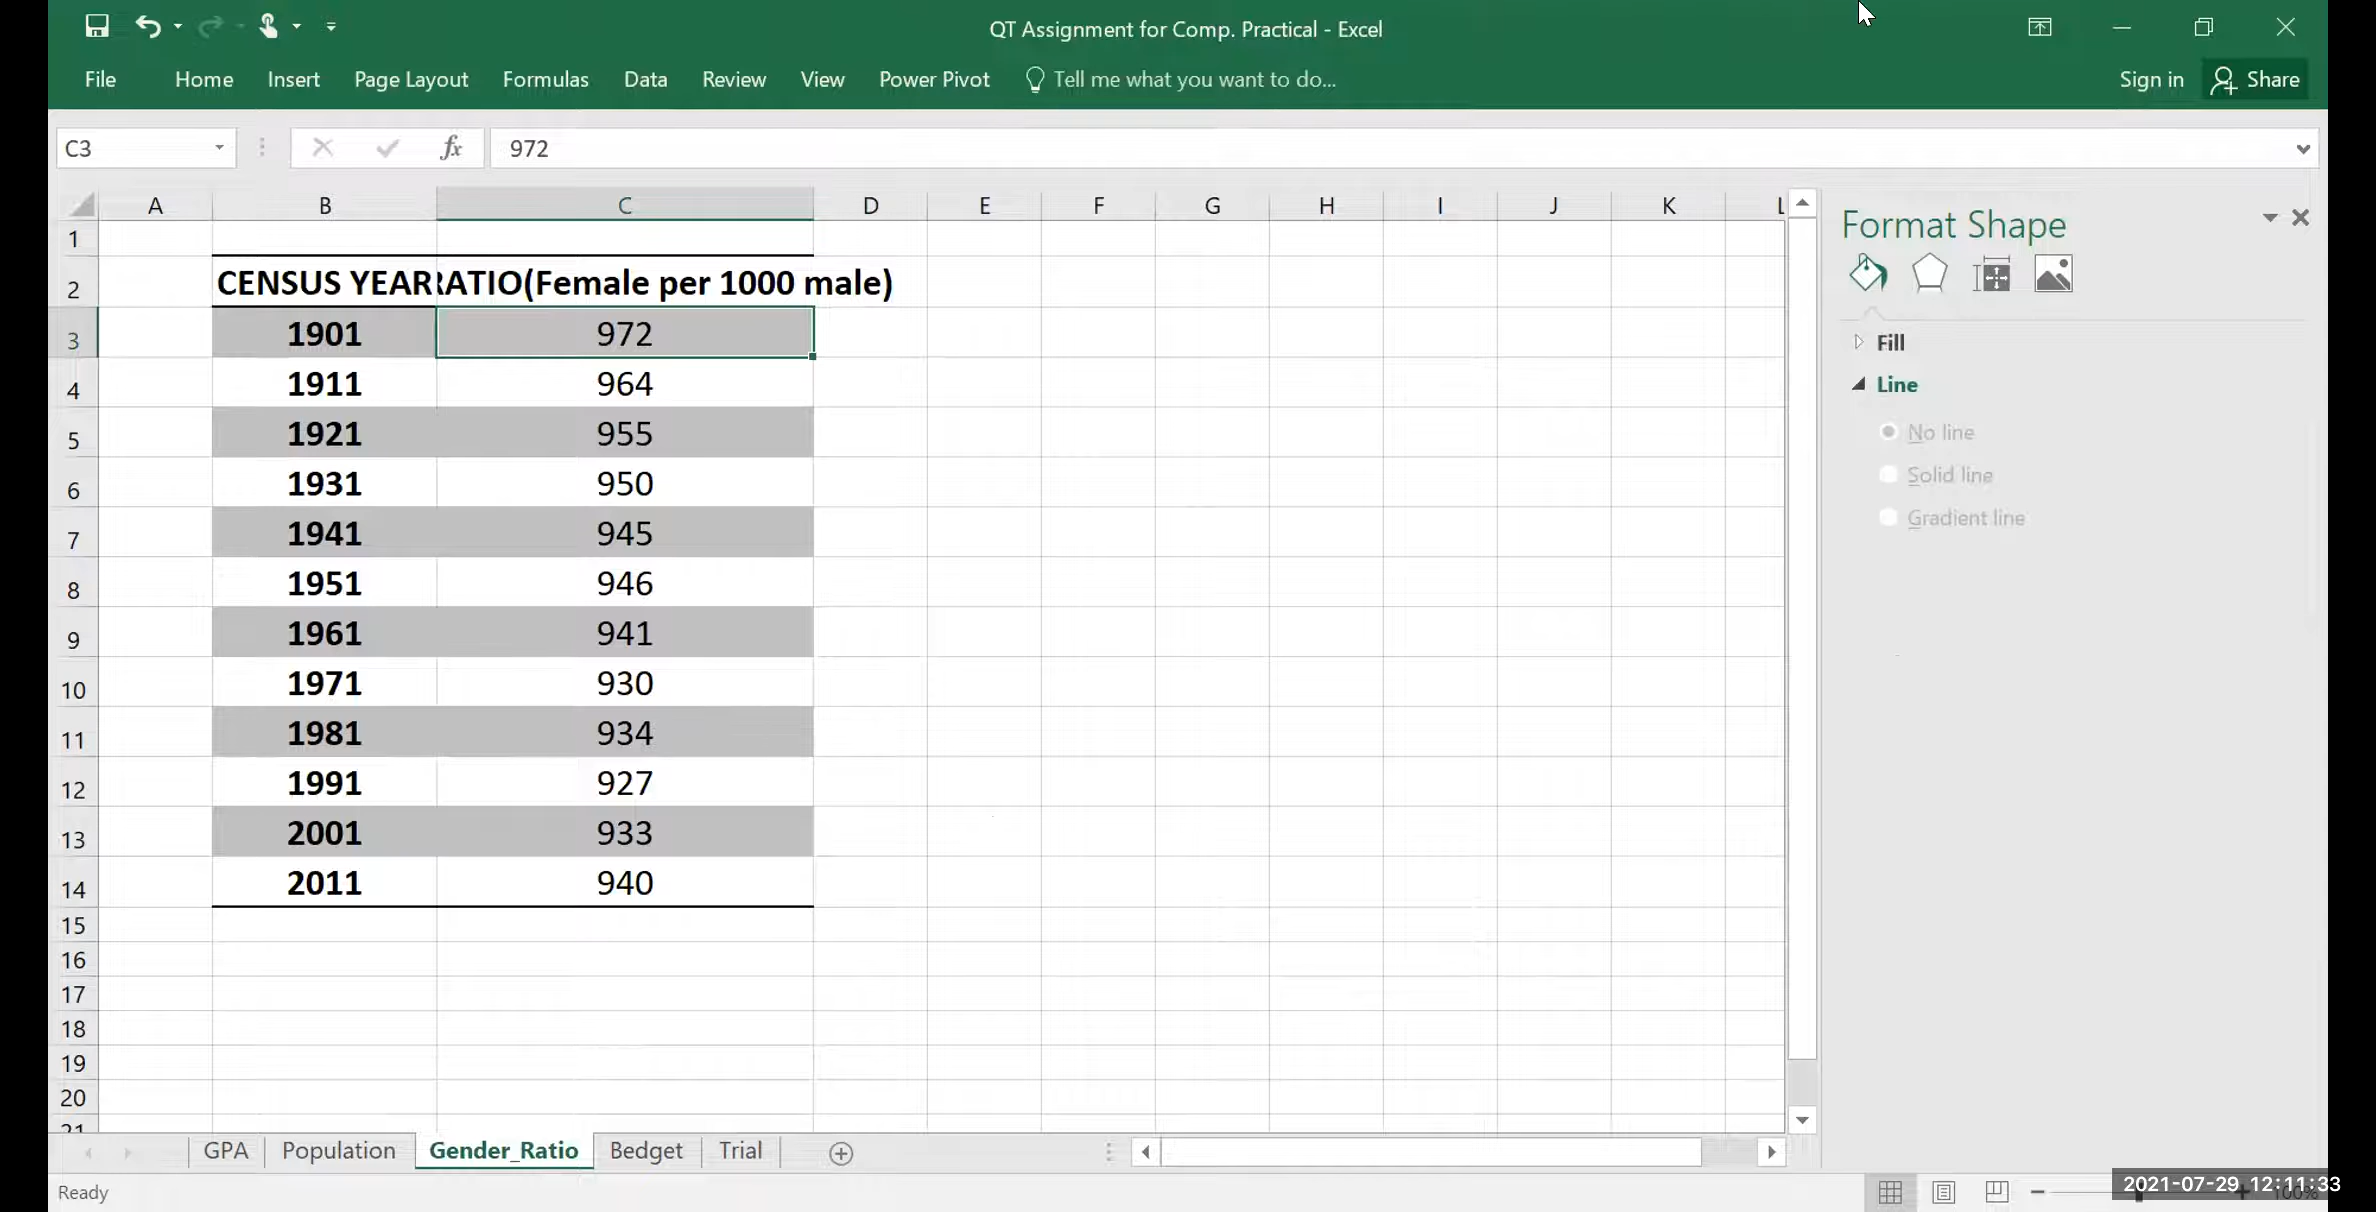 QT Assignment for Comp. Practical - Excel
File Home Insert Page Layout Formulas Data Review View Power Pivot Tell me what you want to do... Sign in Share
C3 fx 972
A B C D E F G H I J K L
1
2 CENSUS YEAR RATIO(Female per 1000 male)
3 1901 972
4 1911 964
5 1921 955
6 1931 950
7 1941 945
8 1951 946
9 1961 941
10 1971 930
11 1981 934
12 1991 927
13 2001 933
14 2011 940
15
16
17
18
19
20
21
Format Shape
Fill
Line
No line
Solid line
Gradient line
GPA Population Gender_Ratio Bedget Trial
Ready
2021-07-29 12:11:33
100%